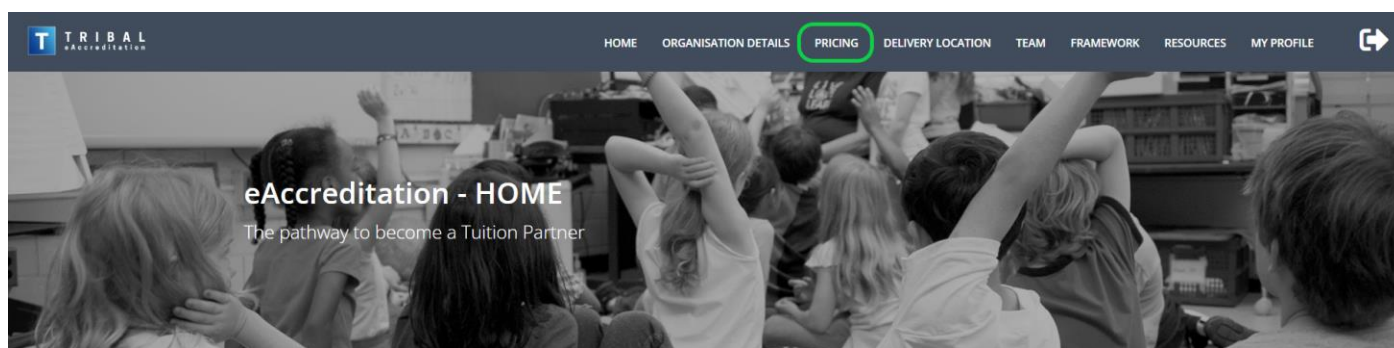 T TRIBAL
eAccreditation
HOME ORGANISATION DETAILS PRICING DELIVERY LOCATION TEAM FRAMEWORK RESOURCES MY PROFILE
eAccreditation - HOME
The pathway to become a Tuition Partner